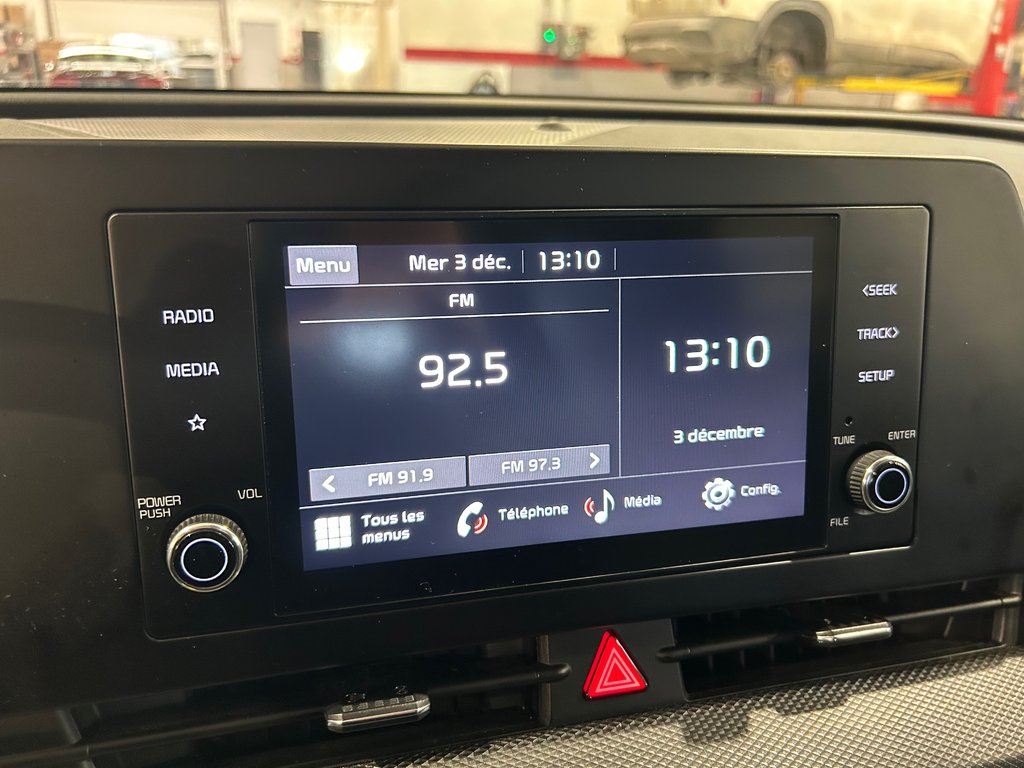 Menu
Mer 3 déc.
13:10
FM
92.5
13:10
3 décembre
FM 91.9
FM 97.3
Tous les
menus
Téléphone
Média
Config.
RADIO
MEDIA
POWER
PUSH
VOL
<SEEK
TRACK>
SETUP
TUNE
ENTER
FILE